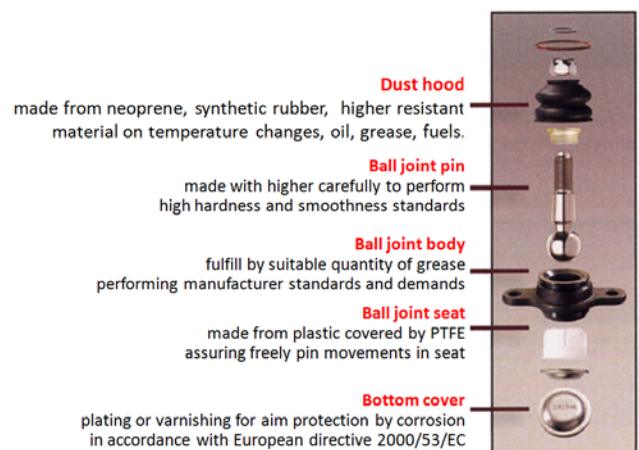 Dust hood
made from neoprene, synthetic rubber, higher resistant
material on temperature changes, oil, grease, fuels.
Ball joint pin
made with higher carefully to perform
high hardness and smoothness standards
Ball joint body
fulfill by suitable quantity of grease
performing manufacturer standards and demands
Ball joint seat
made from plastic covered by PTFE
assuring freely pin movements in seat
Bottom cover
plating or varnishing for aim protection by corrosion
in accordance with European directive 2000/53/EC